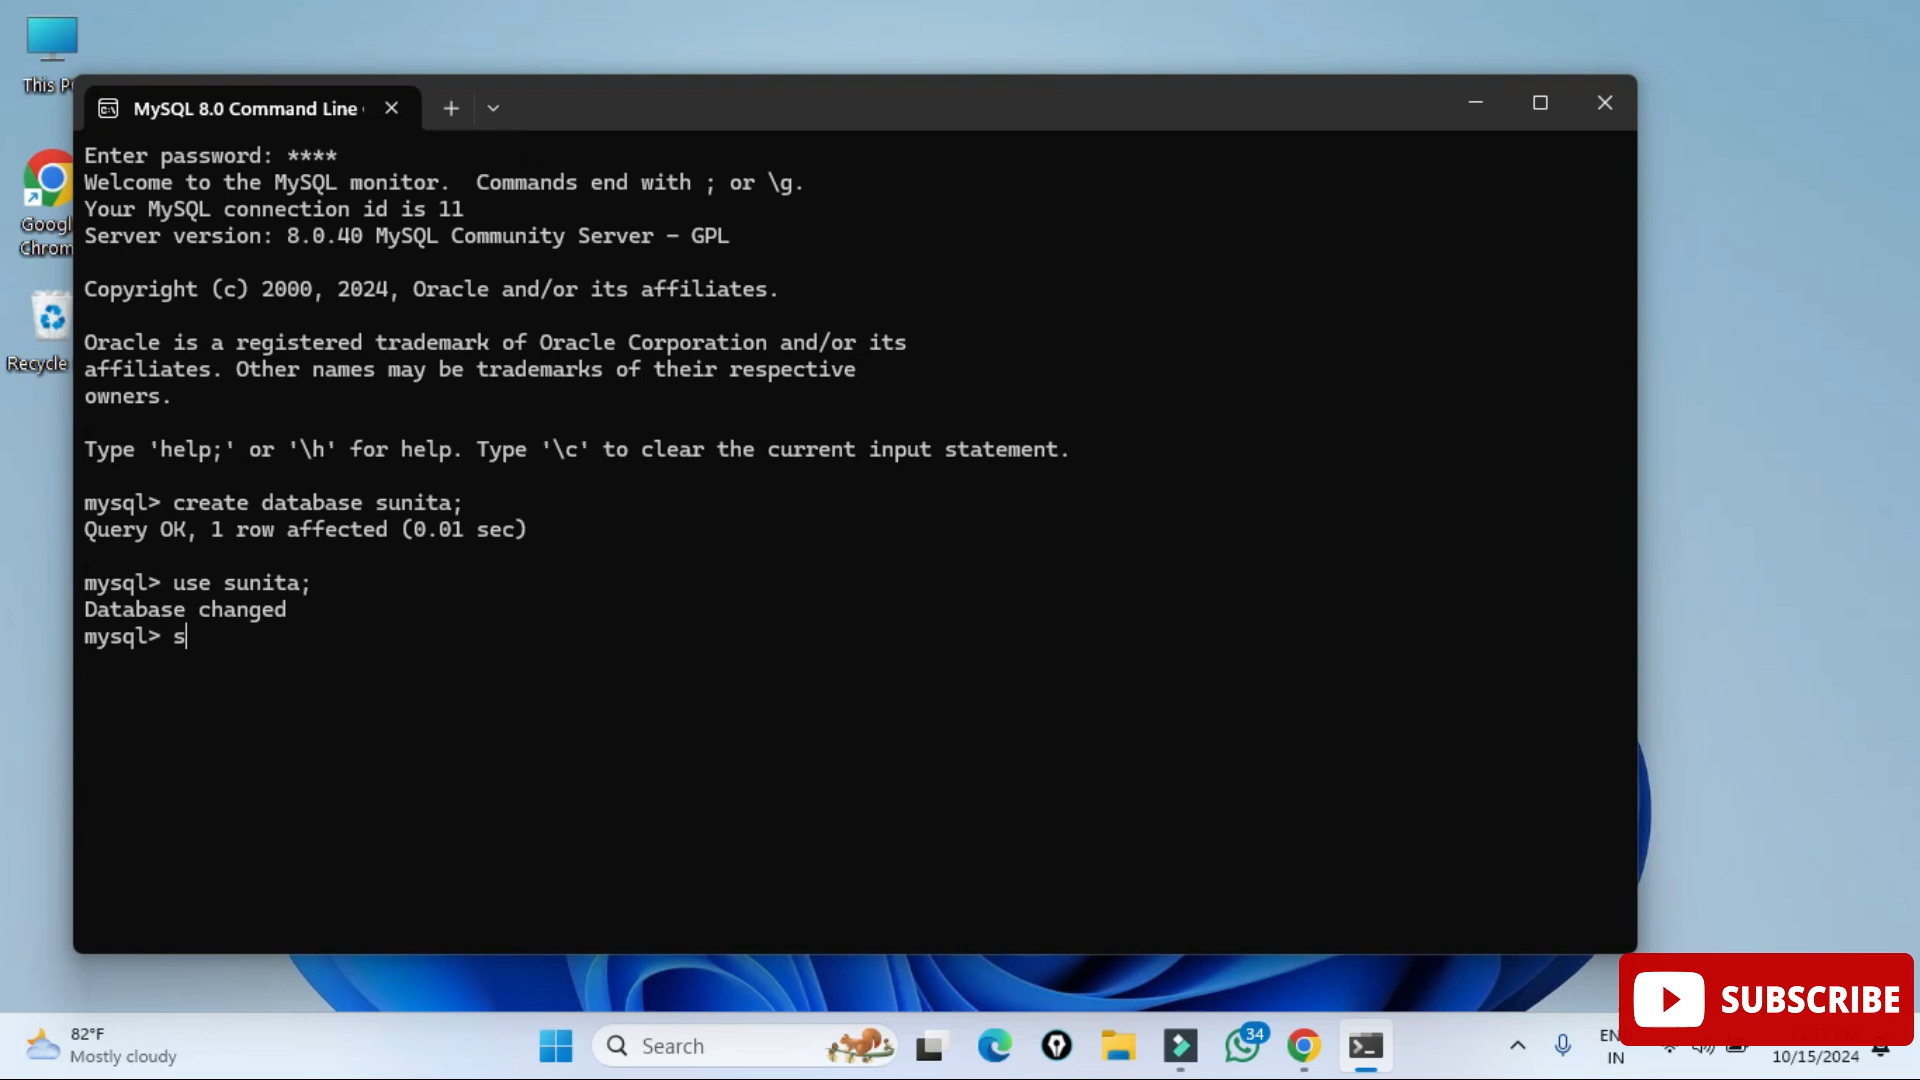 This P
MySQL 8.0 Command Line
Enter password: ****
Welcome to the MySQL monitor.  Commands end with ; or \g.
Your MySQL connection id is 11
Server version: 8.0.40 MySQL Community Server - GPL
Copyright (c) 2000, 2024, Oracle and/or its affiliates.
Oracle is a registered trademark of Oracle Corporation and/or its
affiliates. Other names may be trademarks of their respective
owners.
Type 'help;' or '\h' for help. Type '\c' to clear the current input statement.
mysql> create database sunita;
Query OK, 1 row affected (0.01 sec)
mysql> use sunita;
Database changed
mysql> s
Googl
Chrom
Recycle
SUBSCRIBE
82°F
Mostly cloudy
Search
34
EN
IN
10/15/2024